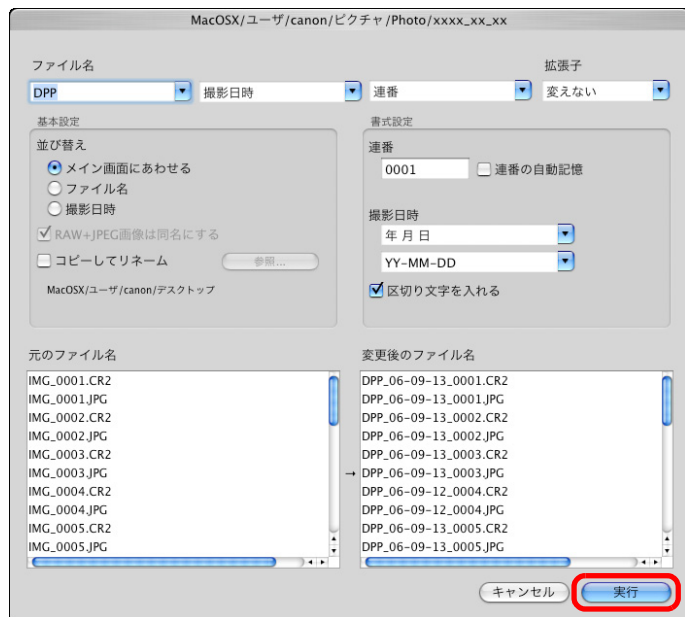 MacOSX/ユーザ/canon/ピクチャ/Photo/xxxx_xx_xx
ファイル名
拡張子
DPP
撮影日時
連番
変えない
基本設定
並び替え
メイン画面にあわせる
ファイル名
撮影日時
RAW+JPEG画像は同名にする
コピーしてリネーム
参照...
MacOSX/ユーザ/canon/デスクトップ
書式設定
連番
0001
連番の自動記憶
撮影日時
年月日
YY-MM-DD
区切り文字を入れる
元のファイル名
IMG_0001.CR2
IMG_0001.JPG
IMG_0002.CR2
IMG_0002.JPG
IMG_0003.CR2
IMG_0003.JPG
IMG_0004.CR2
IMG_0004.JPG
IMG_0005.CR2
IMG_0005.JPG
→
変更後のファイル名
DPP_06-09-13_0001.CR2
DPP_06-09-13_0001.JPG
DPP_06-09-13_0002.CR2
DPP_06-09-13_0002.JPG
DPP_06-09-13_0003.CR2
DPP_06-09-13_0003.JPG
DPP_06-09-12_0004.CR2
DPP_06-09-12_0004.JPG
DPP_06-09-13_0005.CR2
DPP_06-09-13_0005.JPG
キャンセル
実行